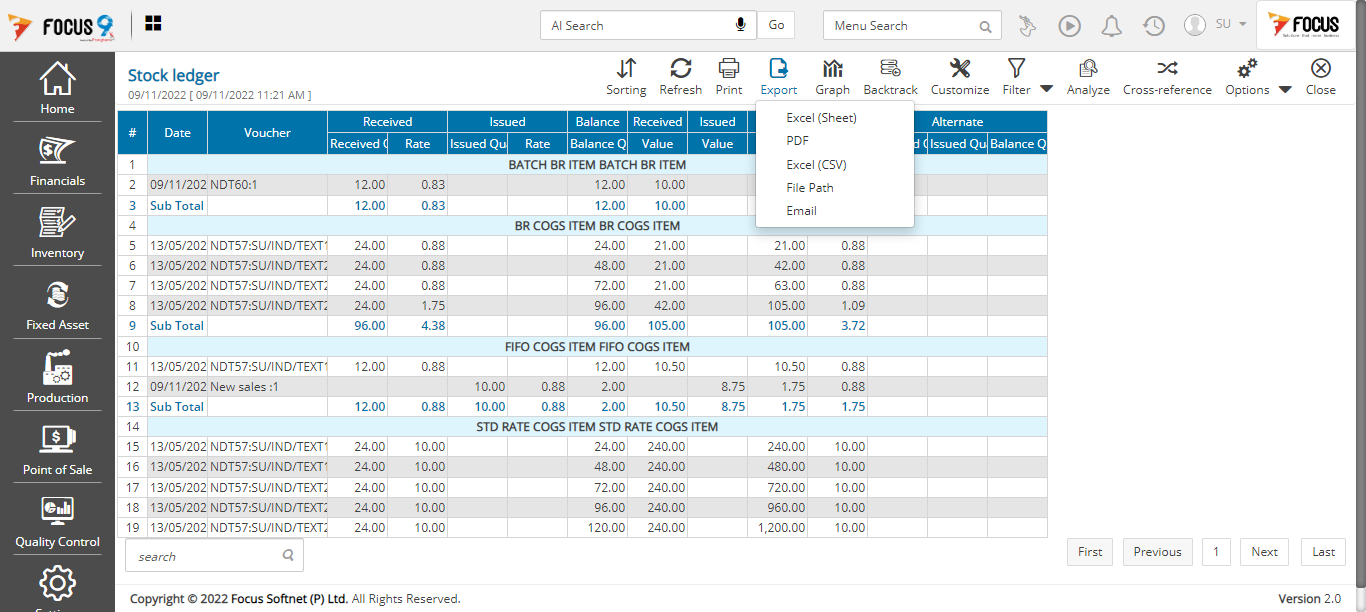 FOCUS 9
AI Search
Go
Menu Search
SU
FOCUS
Home
Financials
Inventory
Fixed Asset
Production
Point of Sale
Quality Control
Stock ledger
09/11/2022 [ 09/11/2022 11:21 AM ]
Sorting Refresh Print Export Graph Backtrack Customize Filter Analyze Cross-reference Options Close
Excel (Sheet)
PDF
Excel (CSV)
File Path
Email
# Date Voucher Received Issued Balance Received Issued Alternate
Received Q Rate Issued Qu Rate Balance Q Value Value Issued Qu Balance Q
1 BATCH BR ITEM BATCH BR ITEM
2 09/11/202 NDT60:1 12.00 0.83 12.00 10.00
3 Sub Total 12.00 0.83 12.00 10.00
4 BR COGS ITEM BR COGS ITEM
5 13/05/202 NDT57:SU/IND/TEXT1 24.00 0.88 24.00 21.00 21.00 0.88
6 13/05/202 NDT57:SU/IND/TEXT2 24.00 0.88 48.00 21.00 42.00 0.88
7 13/05/202 NDT57:SU/IND/TEXT2 24.00 0.88 72.00 21.00 63.00 0.88
8 13/05/202 NDT57:SU/IND/TEXT2 24.00 1.75 96.00 42.00 105.00 1.09
9 Sub Total 96.00 4.38 96.00 105.00 105.00 3.72
10 FIFO COGS ITEM FIFO COGS ITEM
11 13/05/202 NDT57:SU/IND/TEXT1 12.00 0.88 12.00 10.50 10.50 0.88
12 09/11/202 New sales :1 10.00 0.88 2.00 8.75 1.75 0.88
13 Sub Total 12.00 0.88 10.00 0.88 2.00 10.50 8.75 1.75 1.75
14 STD RATE COGS ITEM STD RATE COGS ITEM
15 13/05/202 NDT57:SU/IND/TEXT1 24.00 10.00 24.00 240.00 240.00 10.00
16 13/05/202 NDT57:SU/IND/TEXT1 24.00 10.00 48.00 240.00 480.00 10.00
17 13/05/202 NDT57:SU/IND/TEXT2 24.00 10.00 72.00 240.00 720.00 10.00
18 13/05/202 NDT57:SU/IND/TEXT2 24.00 10.00 96.00 240.00 960.00 10.00
19 13/05/202 NDT57:SU/IND/TEXT2 24.00 10.00 120.00 240.00 1,200.00 10.00
search
First Previous 1 Next Last
Copyright © 2022 Focus Softnet (P) Ltd. All Rights Reserved.
Version 2.0